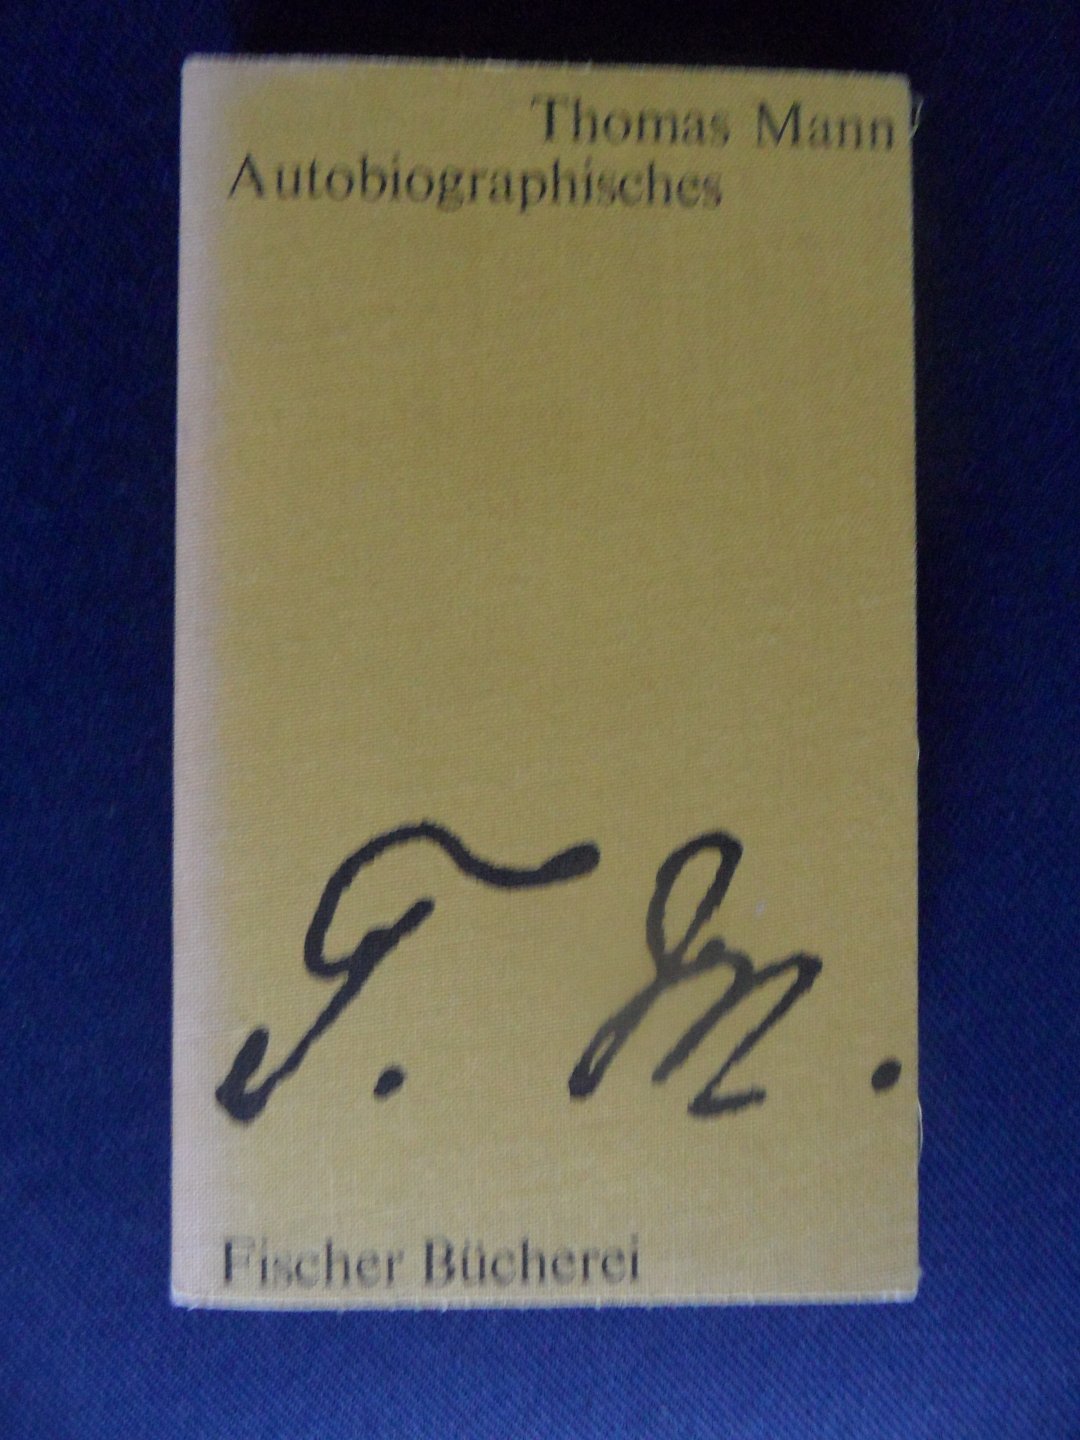 Thomas Mann
Autobiographisches
T. M.
Fischer Bücherei